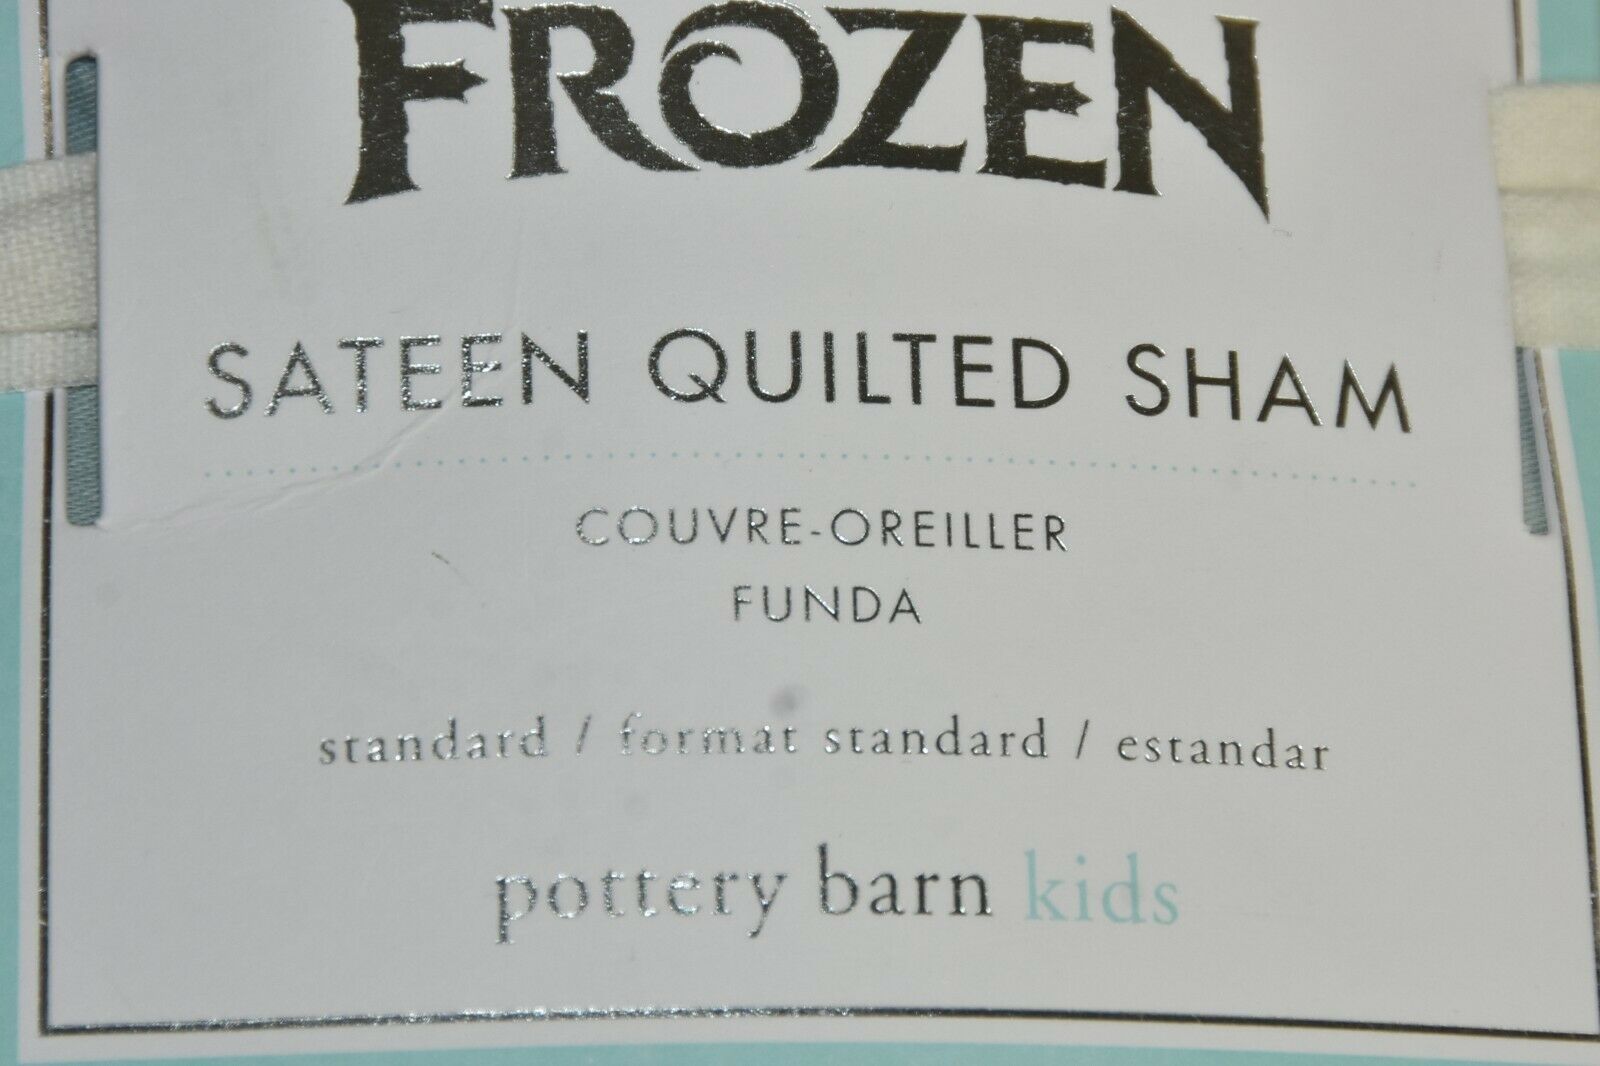 FROZEN
SATEEN QUILTED SHAM
COUVRE-OREILLER
FUNDA
standard / format standard / estandar
pottery barn kids